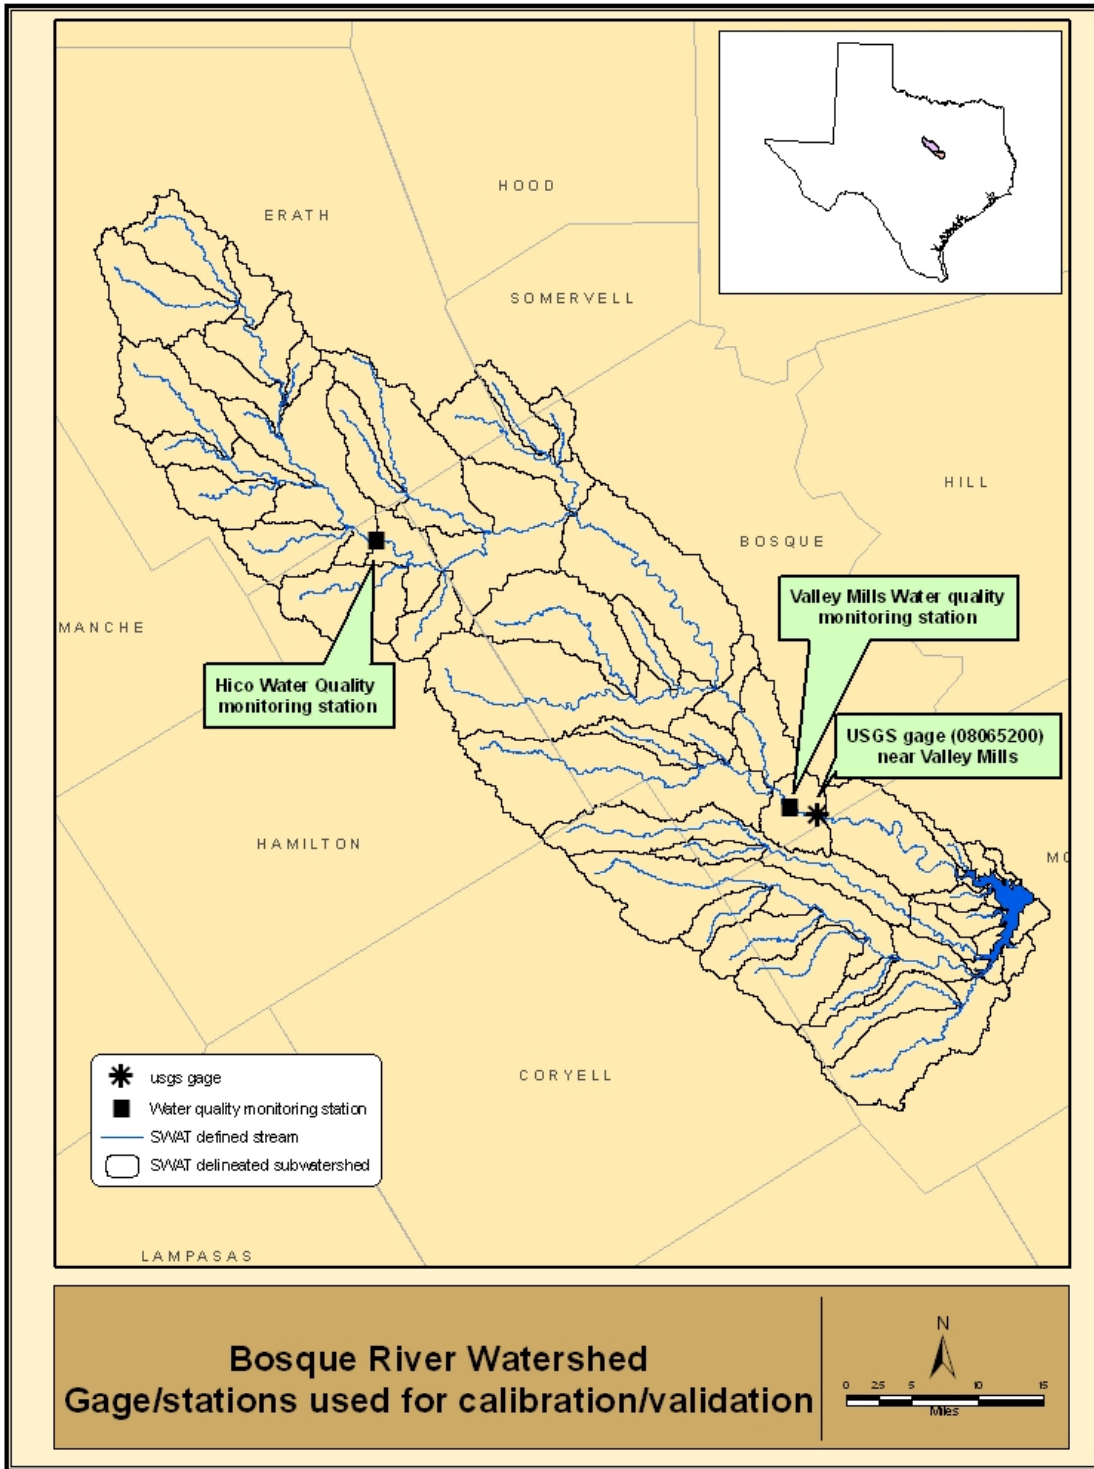 ERATH
HOOD
SOMERVELL
HILL
BOSQUE
MANCHE
Valley Mills Water quality
monitoring station
Hico Water Quality
monitoring station
USGS gage (08065200)
near Valley Mills
HAMILTON
MC
CORYELL
usgs gage
Water quality monitoring station
SWAT defined stream
SWAT delineated subwatershed
LAMPASAS
Bosque River Watershed
Gage/stations used for calibration/validation
N
0 2.5 5 10 15
Miles